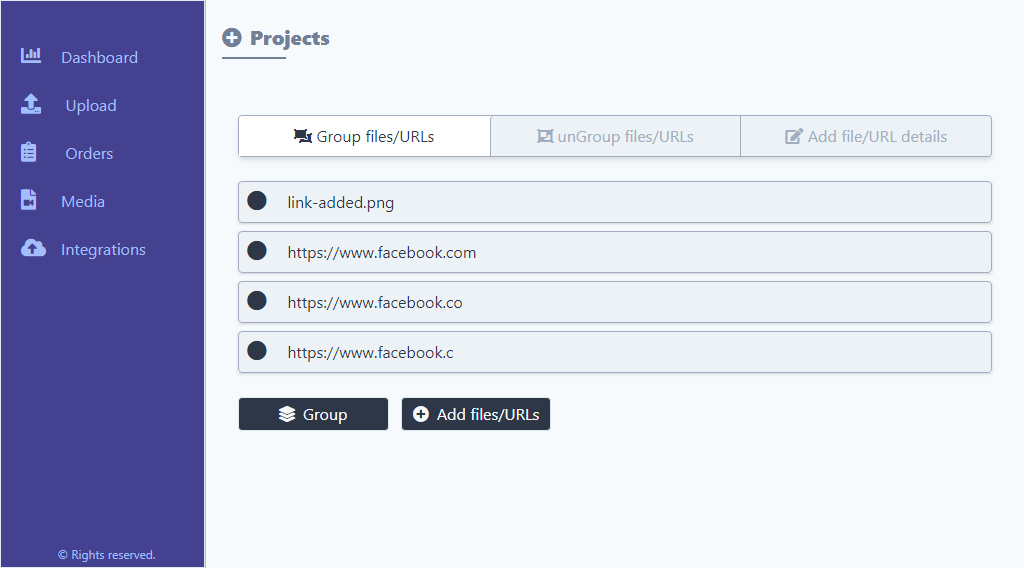 Dashboard
Upload
Orders
Media
Integrations
© Rights reserved.
Projects
Group files/URLs
unGroup files/URLs
Add file/URL details
link-added.png
https://www.facebook.com
https://www.facebook.co
https://www.facebook.c
Group
Add files/URLs